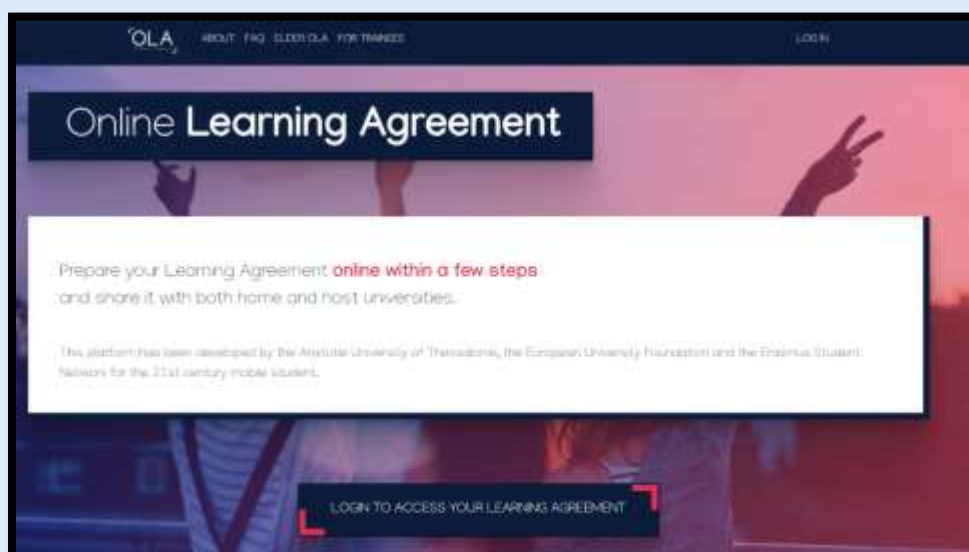 OLA ABOUT FAQ ELDER OLA FOR TRAINEES LOG IN
Online Learning Agreement
Prepare your Learning Agreement online within a few steps
and share it with both home and host universities.
This platform has been developed by the Aristotle University of Thessaloniki, the European University Foundation and the Erasmus Student
Network for the 21st century mobile student.
LOGIN TO ACCESS YOUR LEARNING AGREEMENT